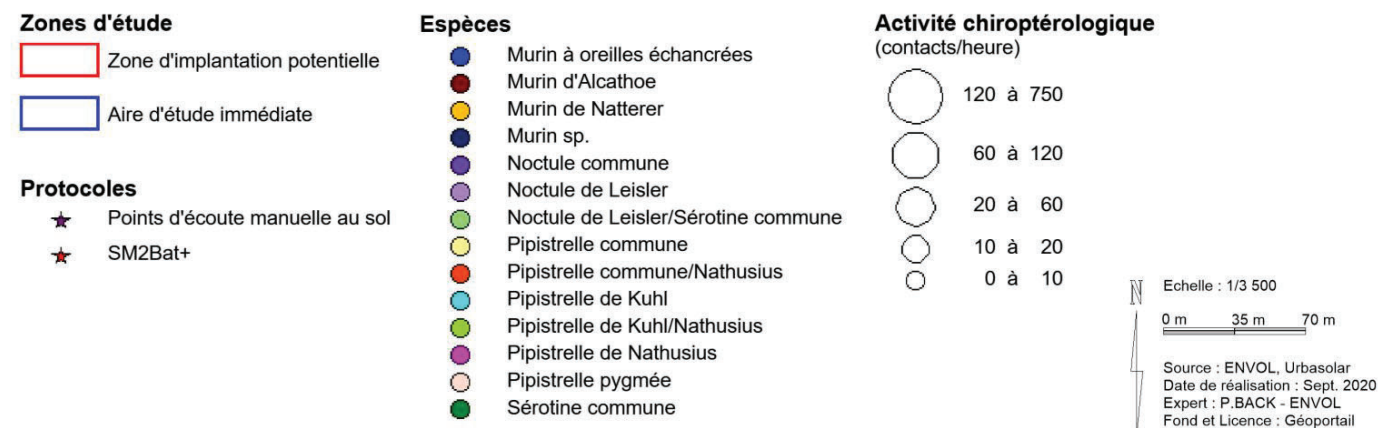 Zones d'étude
Zone d'implantation potentielle
Aire d'étude immédiate
Protocoles
Points d'écoute manuelle au sol
SM2Bat+
Espèces
Murin à oreilles échancrées
Murin d'Alcathoe
Murin de Natterer
Murin sp.
Noctule commune
Noctule de Leisler
Noctule de Leisler/Sérotine commune
Pipistrelle commune
Pipistrelle commune/Nathusius
Pipistrelle de Kuhl
Pipistrelle de Kuhl/Nathusius
Pipistrelle de Nathusius
Pipistrelle pygmée
Sérotine commune
Activité chiroptérologique
(contacts/heure)
120 à 750
60 à 120
20 à 60
10 à 20
0 à 10
N
Echelle : 1/3 500
0 m 35 m 70 m
Source : ENVOL, Urbasolar
Date de réalisation : Sept. 2020
Expert : P.BACK - ENVOL
Fond et Licence : Géoportail